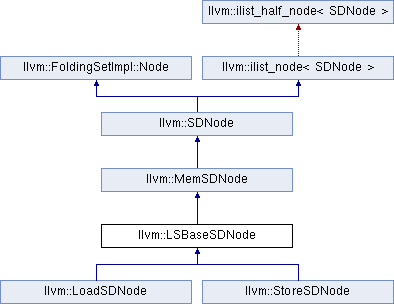 llvm::ilist_half_node< SDNode >
llvm::FoldingSetImpl::Node
llvm::ilist_node< SDNode >
llvm::SDNode
llvm::MemSDNode
llvm::LSBaseSDNode
llvm::LoadSDNode
llvm::StoreSDNode